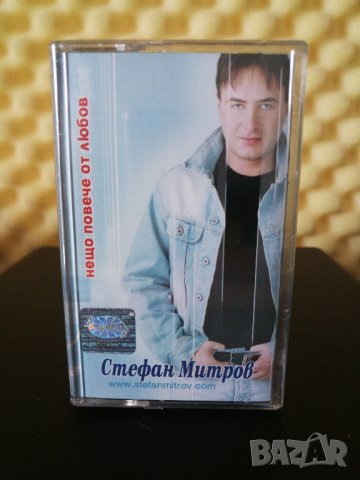 нещо повече от любов
Стефан Митров
www.stefanmitrov.com
BAZAR